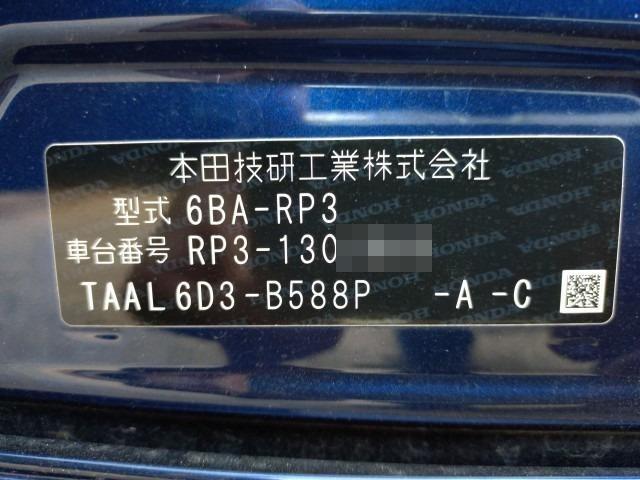 本田技研工業株式会社
型式 6BA-RP3
車台番号 RP3-130
TAAL 6D3-B588P -A -C